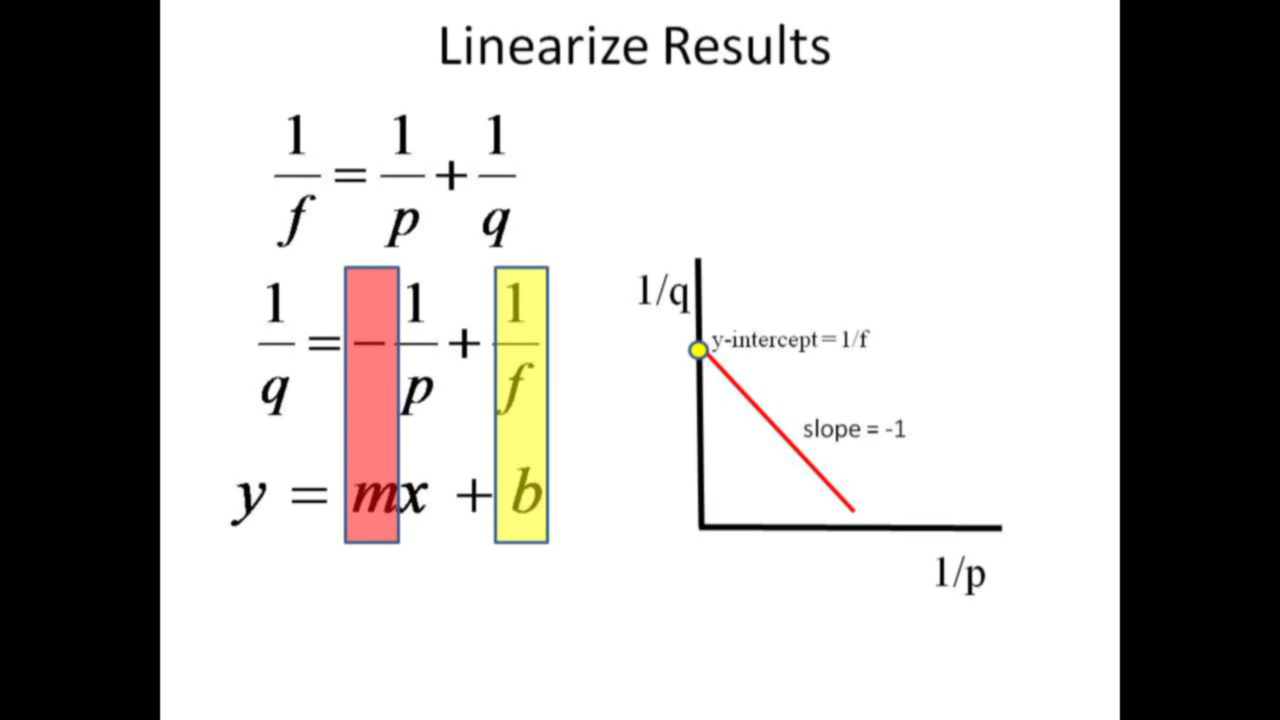 Linearize Results
1/f = 1/p + 1/q
1/q = − 1/p + 1/f
y = mx + b
1/q
y-intercept = 1/f
slope = -1
1/p